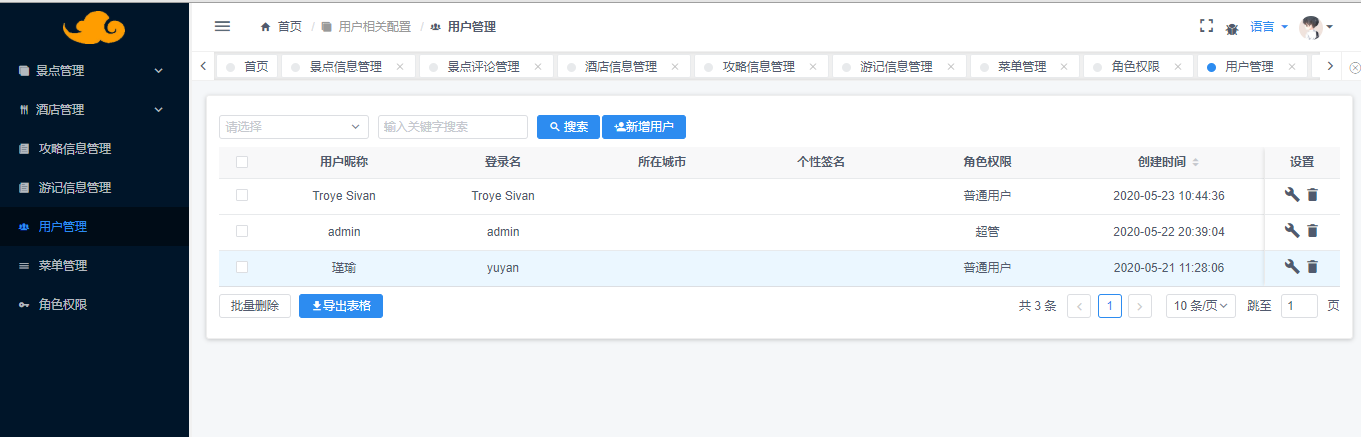 首页 / 用户相关配置 / 用户管理
语言
首页 景点信息管理 景点评论管理 酒店信息管理 攻略信息管理 游记信息管理 菜单管理 角色权限 用户管理
景点管理
酒店管理
攻略信息管理
游记信息管理
用户管理
菜单管理
角色权限
请选择 输入关键字搜索 搜索 新增用户
用户昵称 登录名 所在城市 个性签名 角色权限 创建时间 设置
Troye Sivan Troye Sivan 普通用户 2020-05-23 10:44:36
admin admin 超管 2020-05-22 20:39:04
瑾瑜 yuyan 普通用户 2020-05-21 11:28:06
批量删除 导出表格 共 3 条 1 10 条/页 跳至 1 页